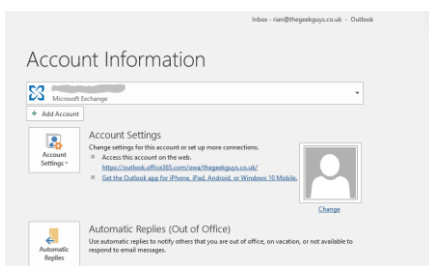 Inbox - rian@thegeekguys.co.uk - Outlook
Account Information
Microsoft Exchange
+ Add Account
Account Settings
Account Settings
Change settings for this account or set up more connections.
Access this account on the web.
https://outlook.office365.com/owa/thegeekguys.co.uk/
Get the Outlook app for iPhone, iPad, Android, or Windows 10 Mobile.
Change
Automatic Replies
Automatic Replies (Out of Office)
Use automatic replies to notify others that you are out of office, on vacation, or not available to
respond to email messages.